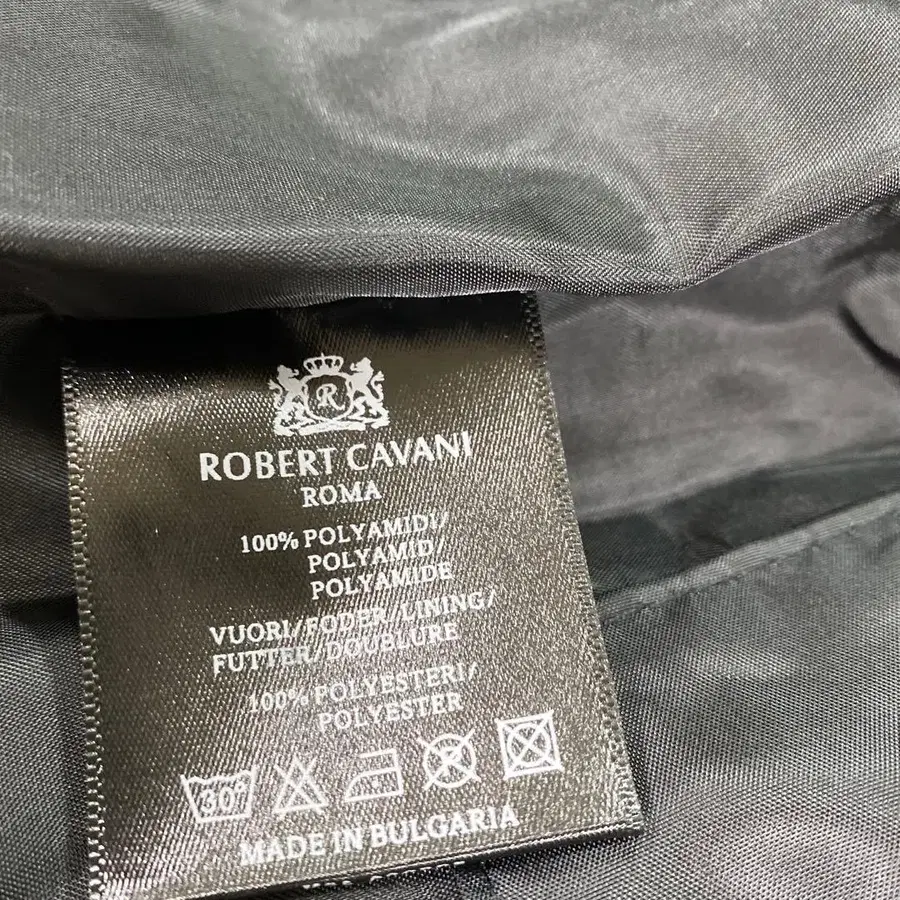 R
ROBERT CAVANI
ROMA
100% POLYAMIDI/
POLYAMID/
POLYAMIDE
VUORI/FODER/LINING/
FUTTER/DOUBLURE
100% POLYESTERI/
POLYESTER
30°
MADE IN BULGARIA